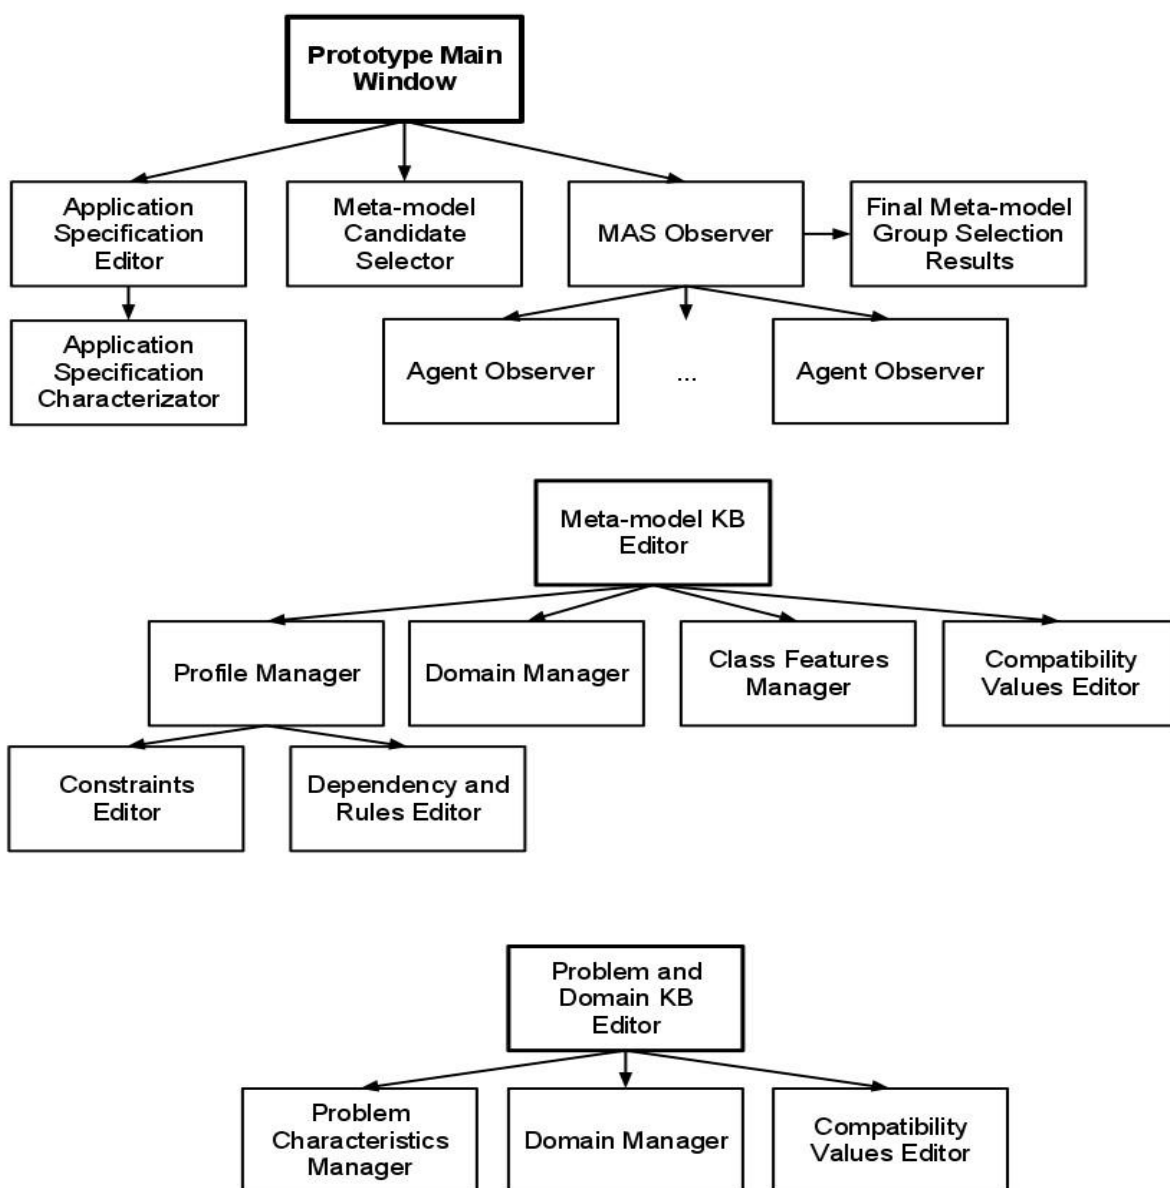 Prototype Main
Window
Application
Specification
Editor
Meta-model
Candidate
Selector
MAS Observer
Final Meta-model
Group Selection
Results
Application
Specification
Characterizator
Agent Observer
...
Agent Observer
Meta-model KB
Editor
Profile Manager
Domain Manager
Class Features
Manager
Compatibility
Values Editor
Constraints
Editor
Dependency and
Rules Editor
Problem and
Domain KB
Editor
Problem
Characteristics
Manager
Domain Manager
Compatibility
Values Editor